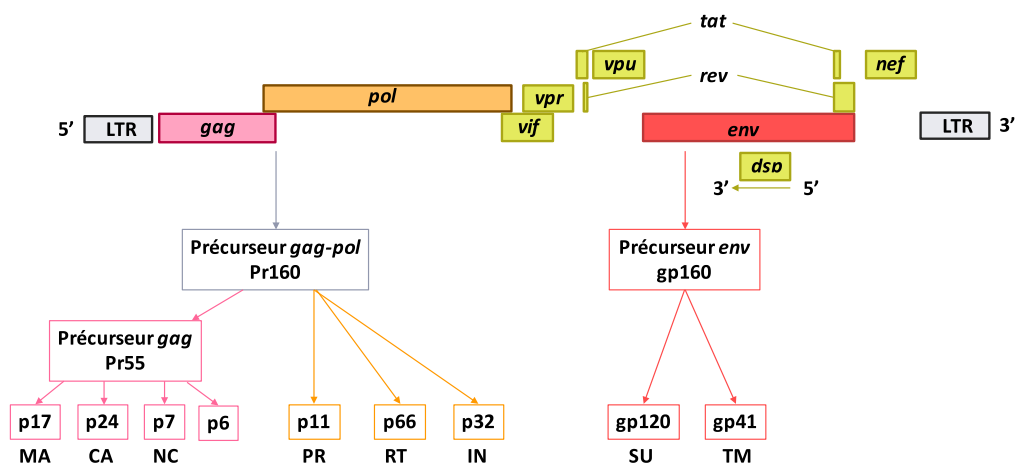 tat
vpu
nef
pol
vpr
rev
5’
LTR
gag
vif
env
LTR
3’
asp
3’
5’
Précurseur gag-pol
Pr160
Précurseur env
gp160
Précurseur gag
Pr55
p17
p24
p7
p6
p11
p66
p32
gp120
gp41
MA
CA
NC
PR
RT
IN
SU
TM